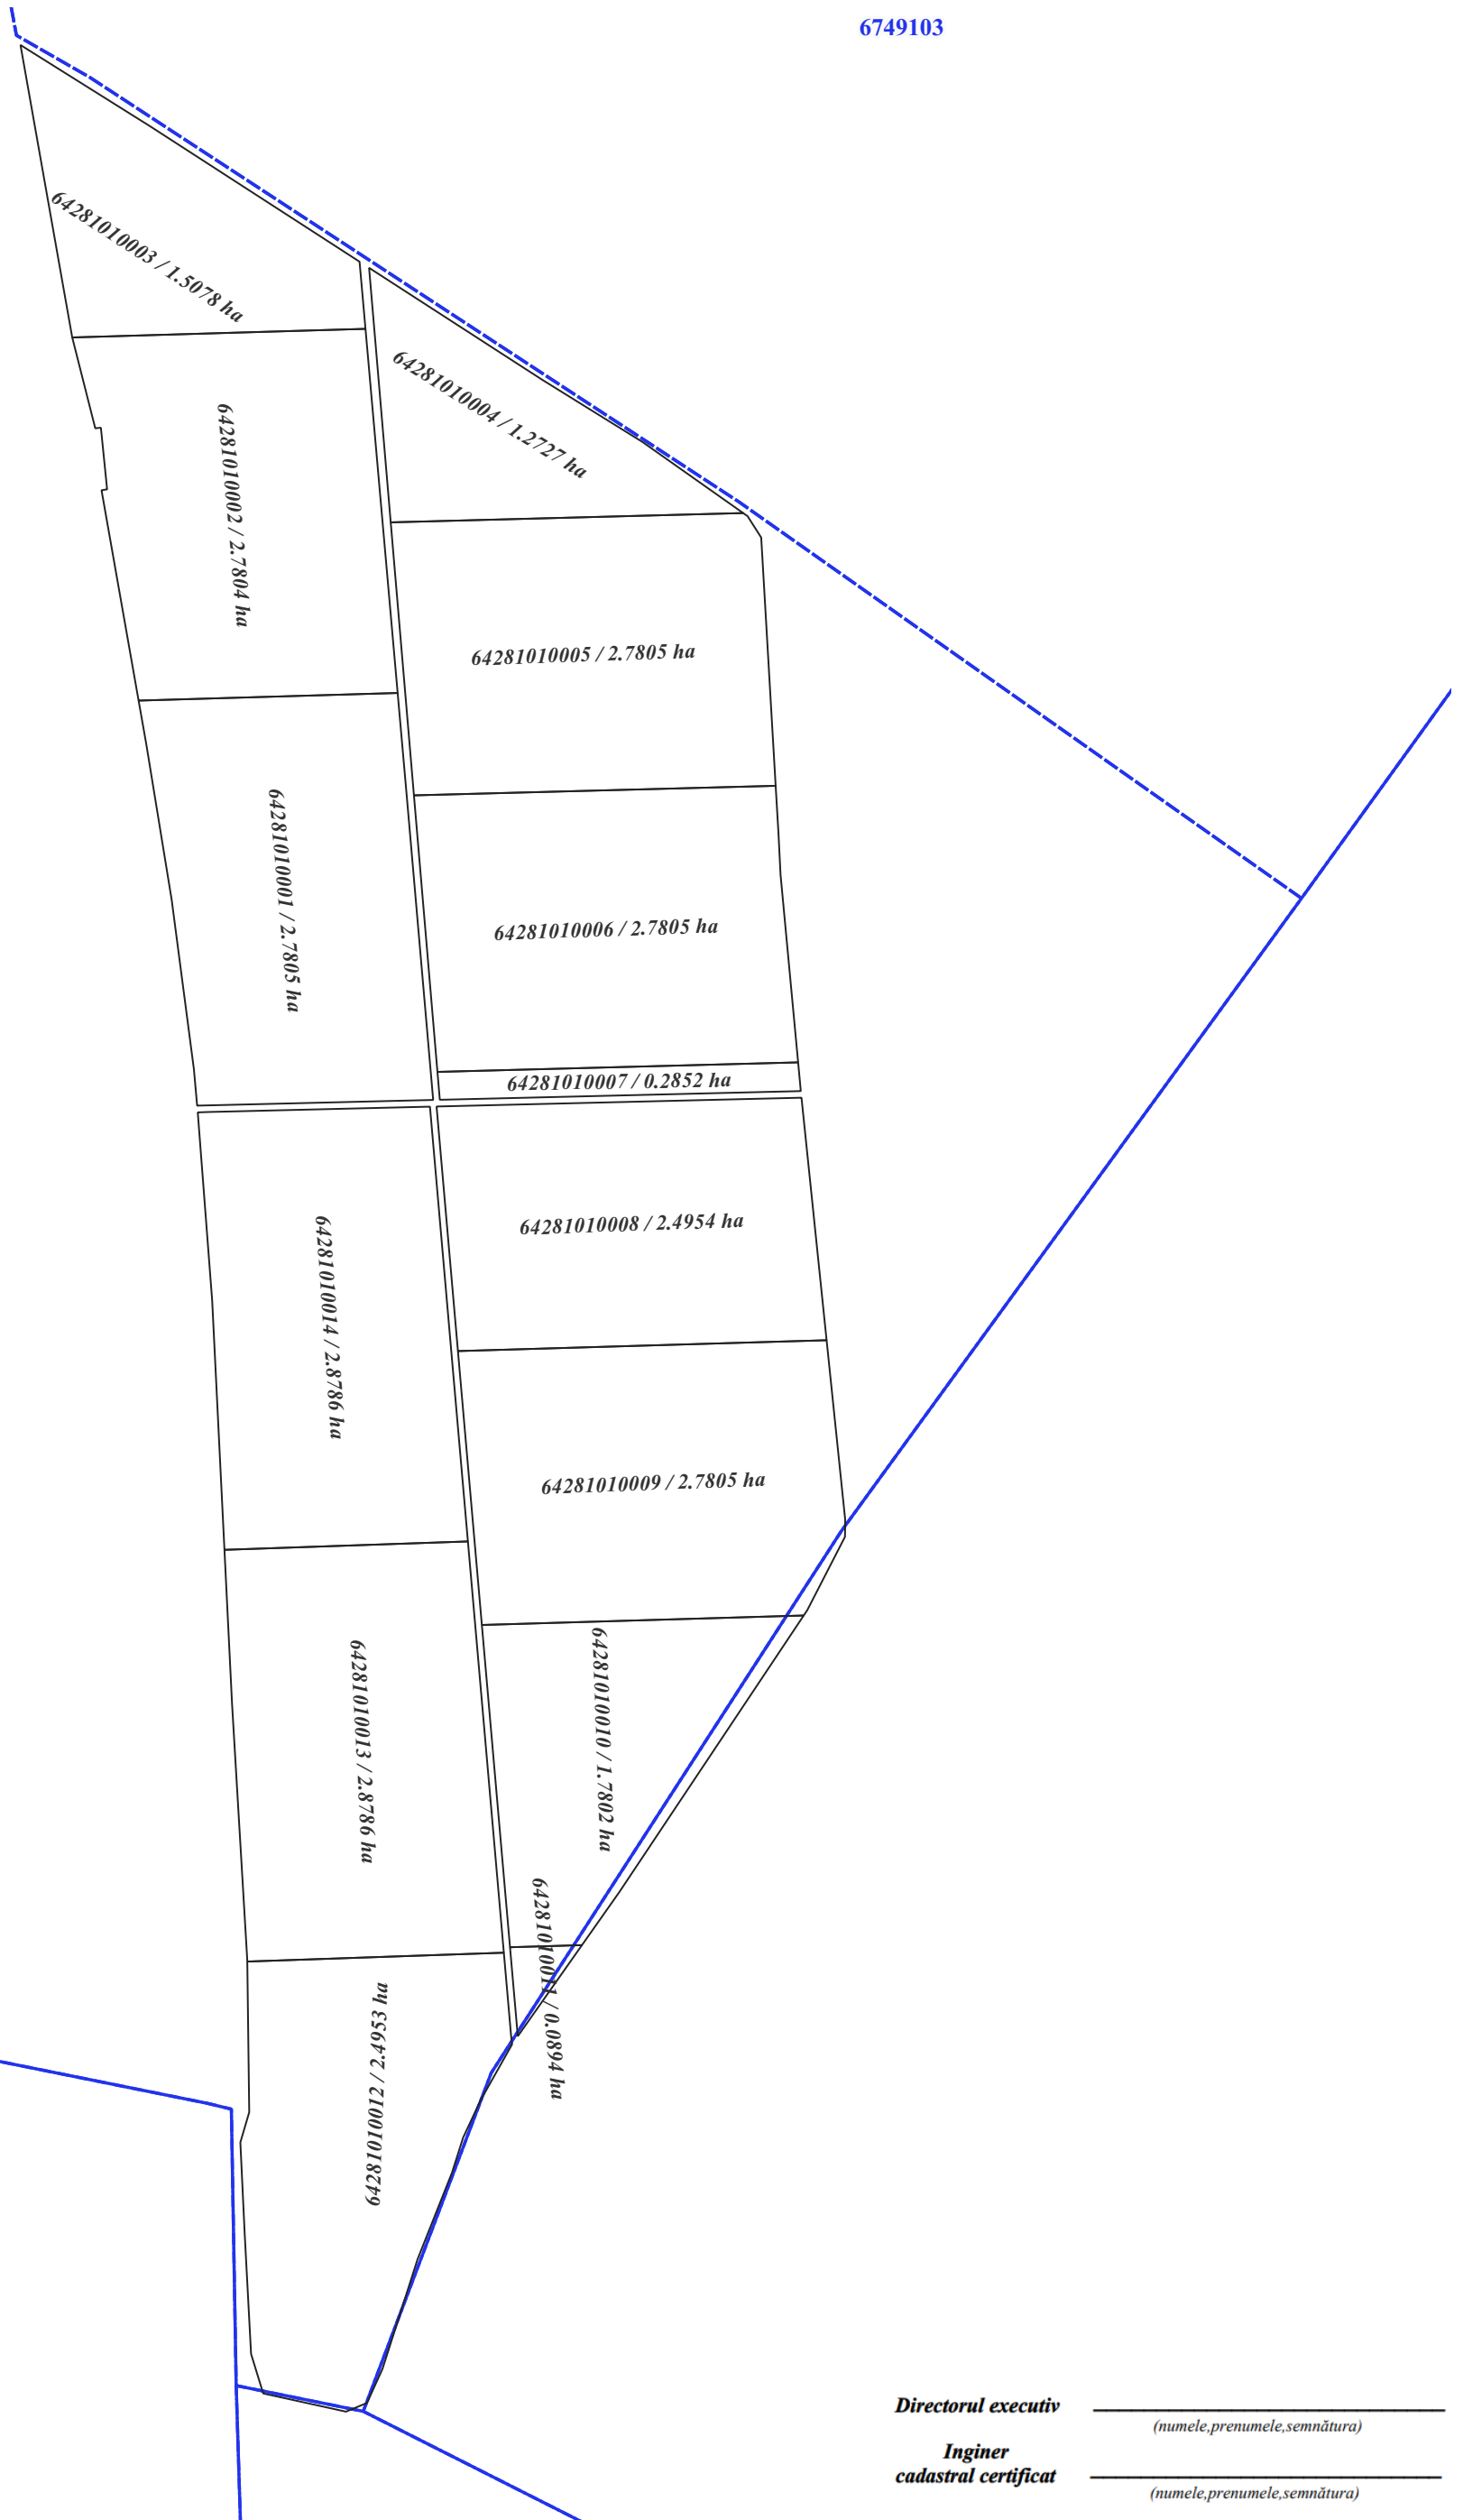 6749103
64281010003 / 1.5078 ha
64281010004 / 1.2727 ha
64281010002 / 2.7804 ha
64281010005 / 2.7805 ha
64281010001 / 2.7805 ha
64281010006 / 2.7805 ha
64281010007 / 0.2852 ha
64281010008 / 2.4954 ha
64281010014 / 2.8786 ha
64281010009 / 2.7805 ha
64281010010 / 1.7802 ha
64281010013 / 2.8786 ha
64281010011 / 0.0894 ha
64281010012 / 2.4953 ha
Directorul executiv
(numele,prenumele,semnătura)
Inginer
cadastral certificat
(numele,prenumele,semnătura)